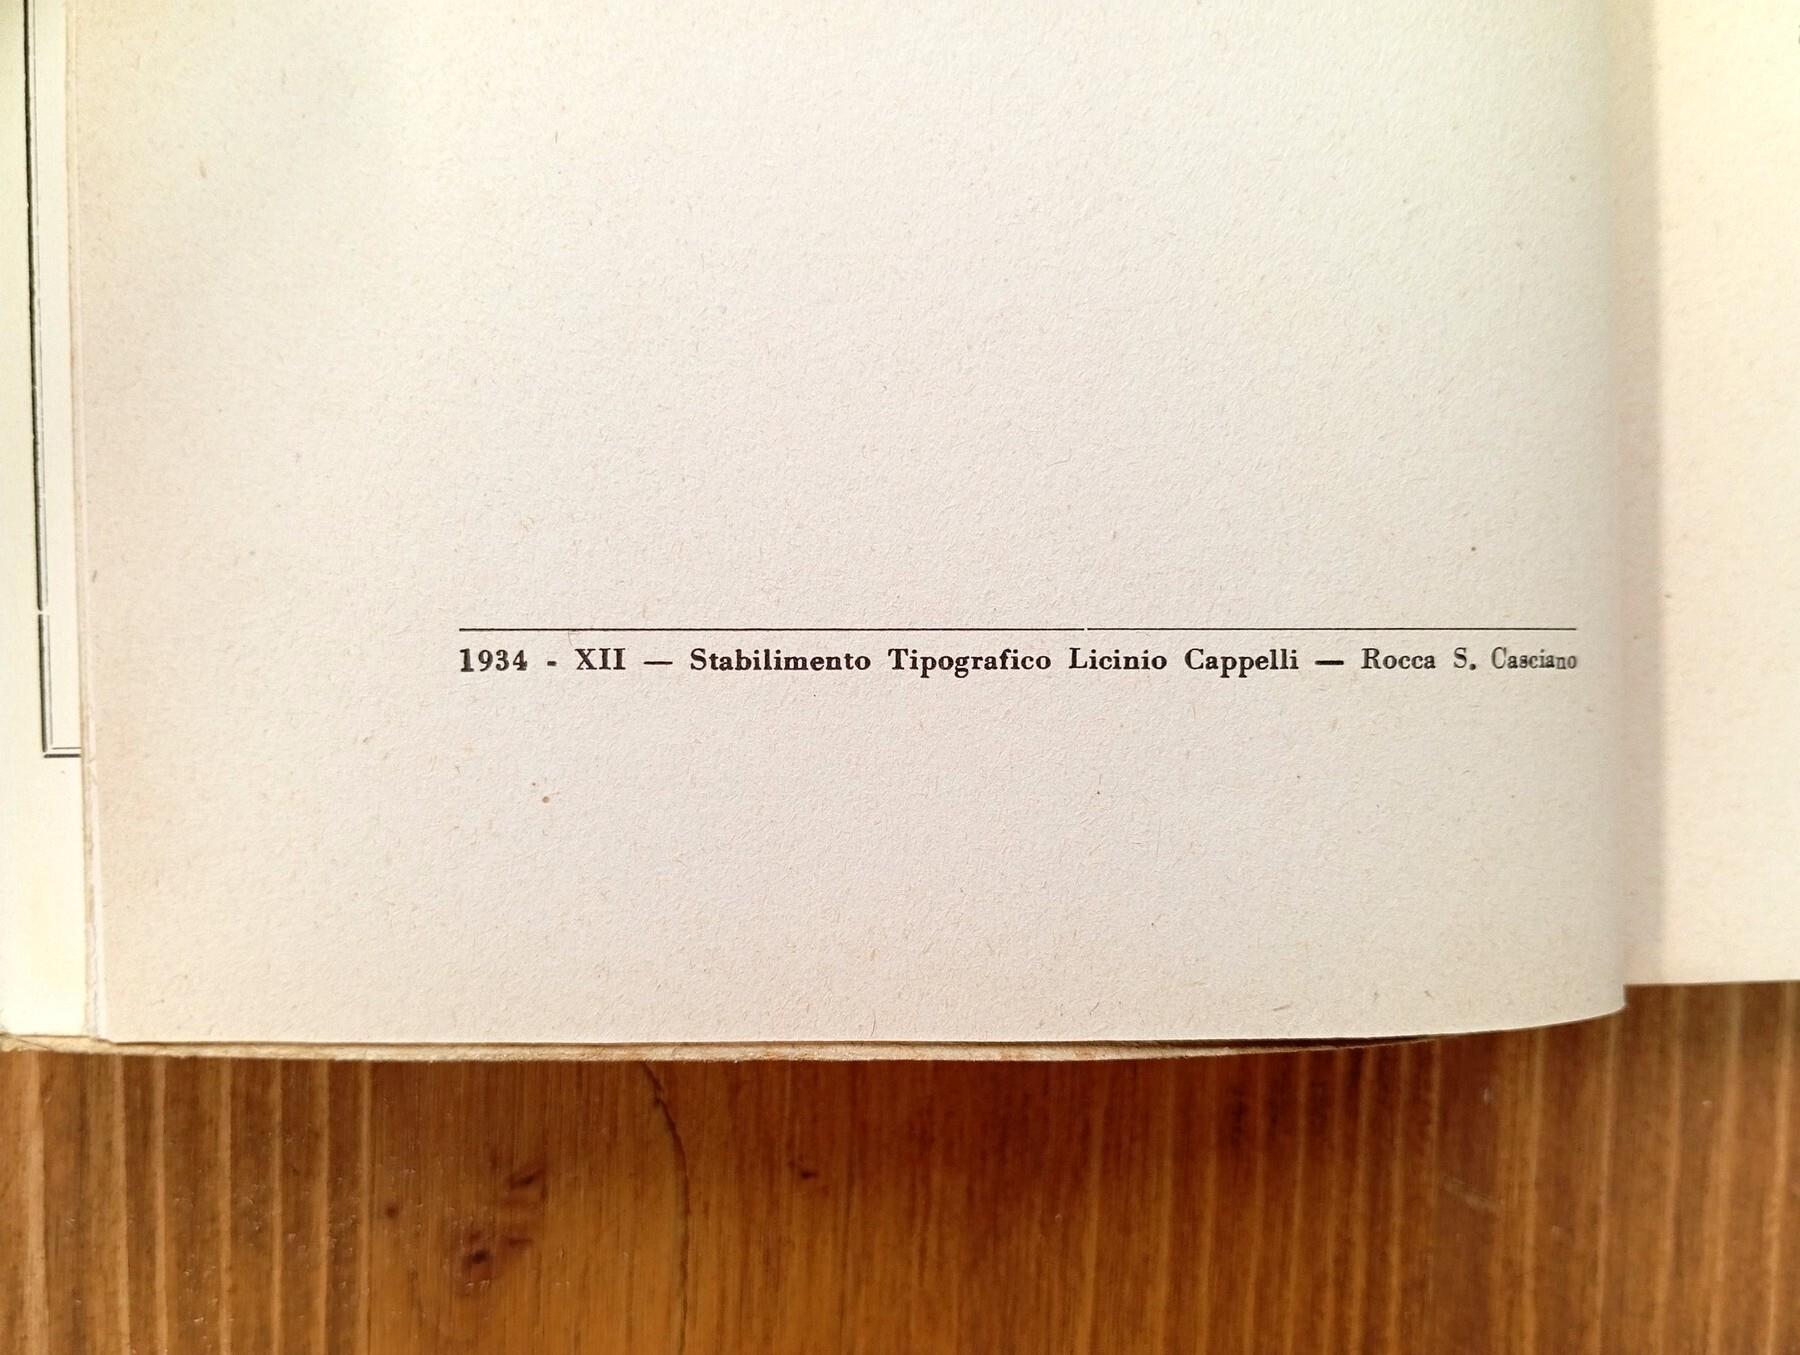 1934 - XII — Stabilimento Tipografico Licinio Cappelli — Rocca S. Casciano